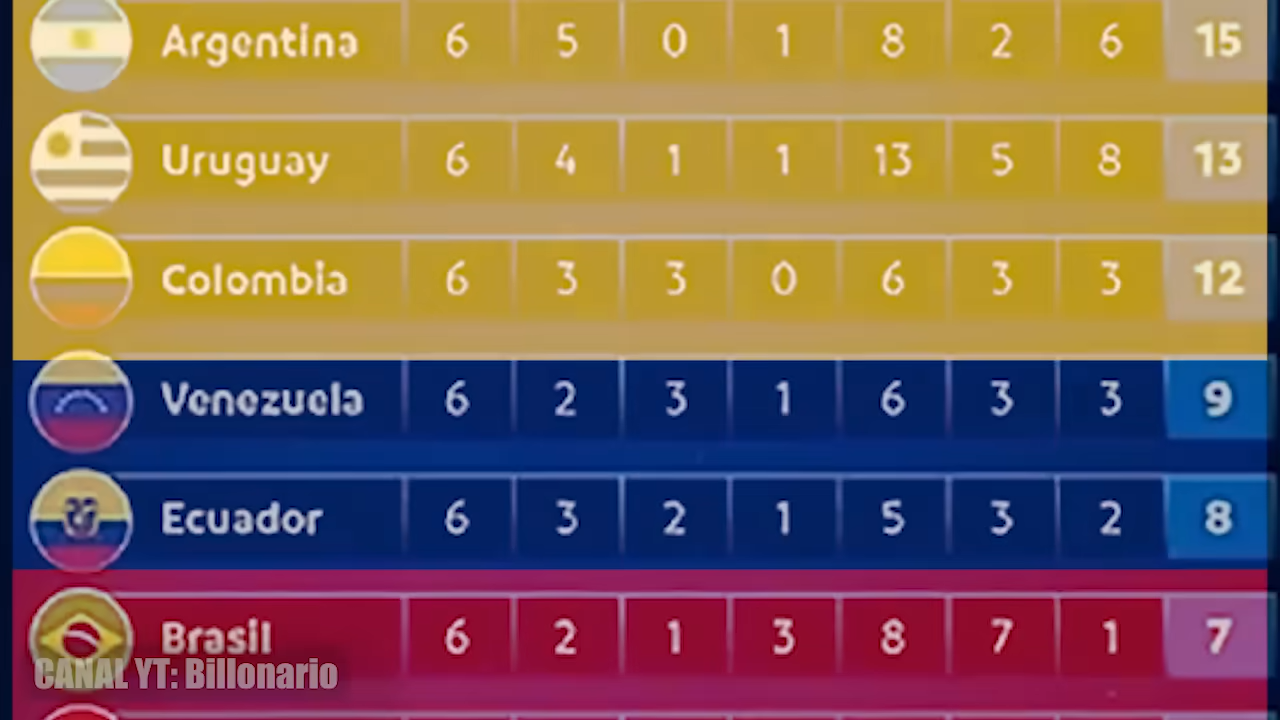 Argentina 6 5 0 1 8 2 6 15
Uruguay 6 4 1 1 13 5 8 13
Colombia 6 3 3 0 6 3 3 12
Venezuela 6 2 3 1 6 3 3 9
Ecuador 6 3 2 1 5 3 2 8
Brasil 6 2 1 3 8 7 1 7
CANAL YT: Billonario